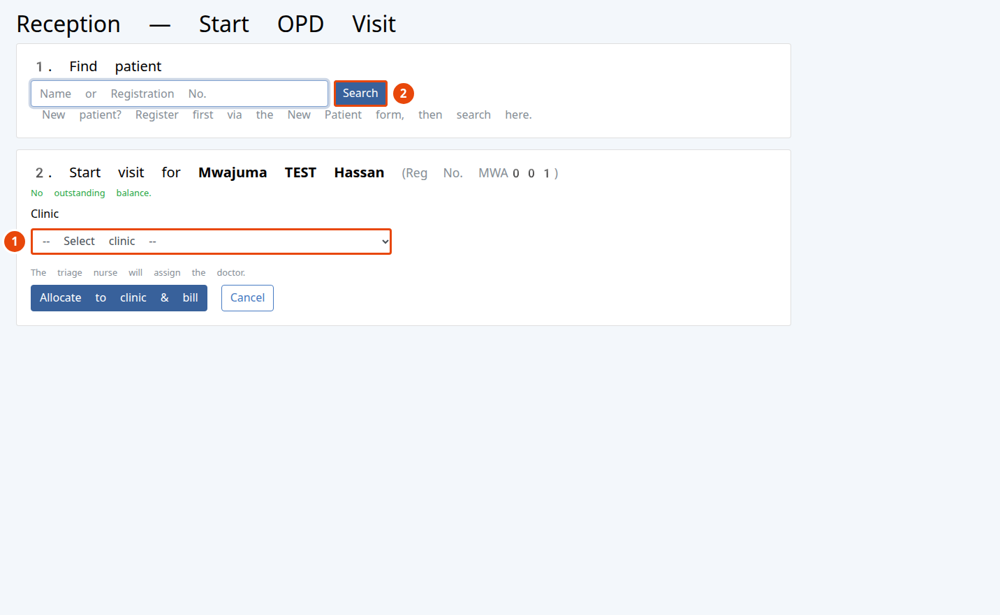 Reception — Start OPD Visit
1. Find patient
Name or Registration No. Search 2
New patient? Register first via the New Patient form, then search here.
2. Start visit for Mwajuma TEST Hassan (Reg No. MWA001)
No outstanding balance.
Clinic
1 -- Select clinic --
The triage nurse will assign the doctor.
Allocate to clinic & bill Cancel